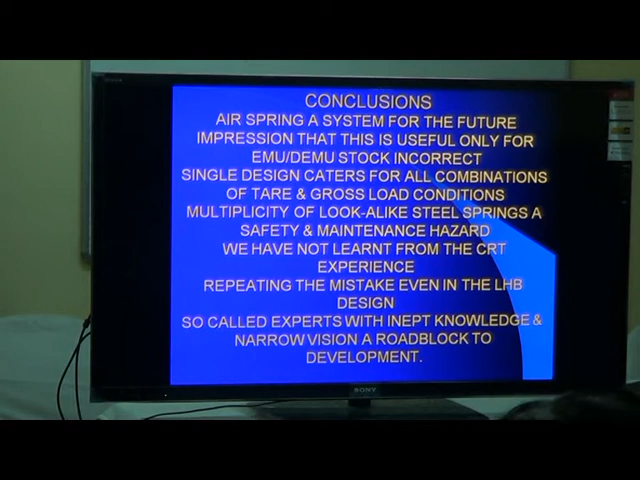 CONCLUSIONS
AIR SPRING A SYSTEM FOR THE FUTURE
IMPRESSION THAT THIS IS USEFUL ONLY FOR
EMU/DEMU STOCK INCORRECT
SINGLE DESIGN CATERS FOR ALL COMBINATIONS
OF TARE & GROSS LOAD CONDITIONS
MULTIPLICITY OF LOOK-ALIKE STEEL SPRINGS A
SAFETY & MAINTENANCE HAZARD
WE HAVE NOT LEARNT FROM THE CRT
EXPERIENCE
REPEATING THE MISTAKE EVEN IN THE LHB
DESIGN
SO CALLED EXPERTS WITH INEPT KNOWLEDGE &
NARROW VISION A ROADBLOCK TO
DEVELOPMENT.
SONY